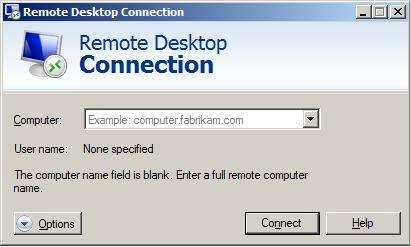 Remote Desktop Connection
Remote Desktop
Connection
Computer:
Example: computer.fabrikam.com
User name: None specified
The computer name field is blank. Enter a full remote computer
name.
Options
Connect
Help